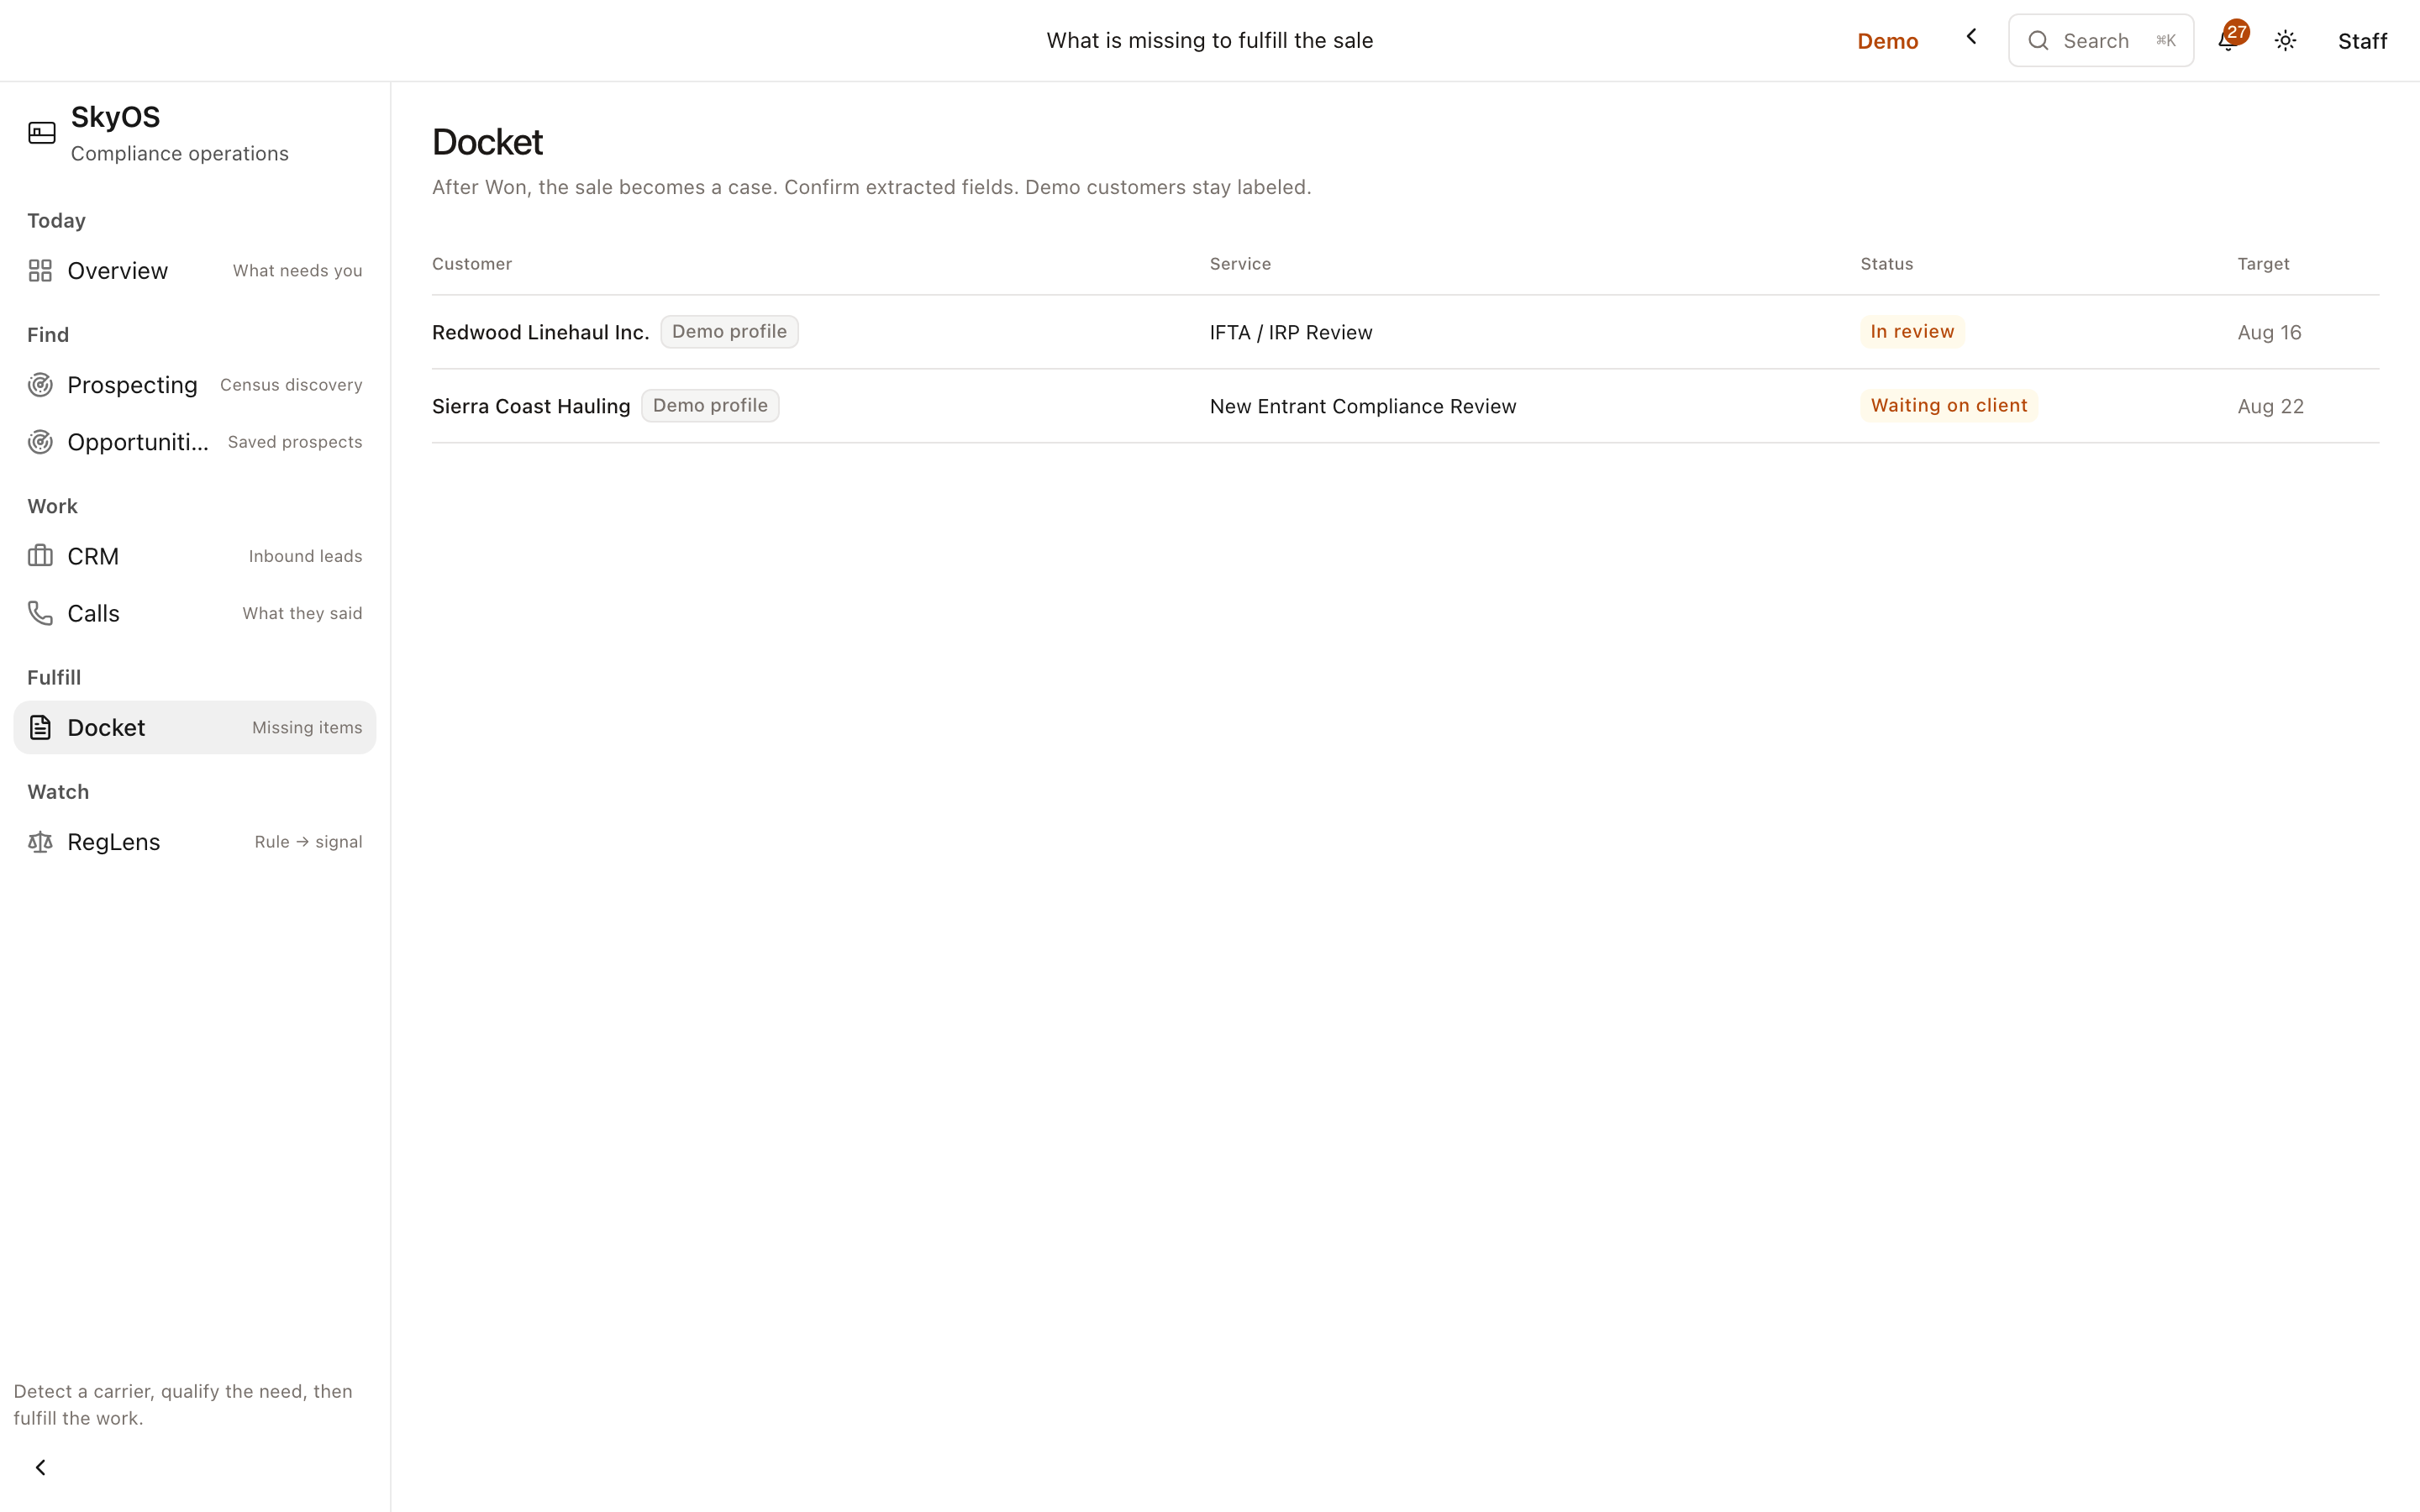 What is missing to fulfill the sale
Demo
Search ⌘K
27
Staff
SkyOS
Compliance operations
Today
Overview What needs you
Find
Prospecting Census discovery
Opportuniti... Saved prospects
Work
CRM Inbound leads
Calls What they said
Fulfill
Docket Missing items
Watch
RegLens Rule → signal
Detect a carrier, qualify the need, then
fulfill the work.
Docket
After Won, the sale becomes a case. Confirm extracted fields. Demo customers stay labeled.
Customer Service Status Target
Redwood Linehaul Inc. Demo profile IFTA / IRP Review In review Aug 16
Sierra Coast Hauling Demo profile New Entrant Compliance Review Waiting on client Aug 22